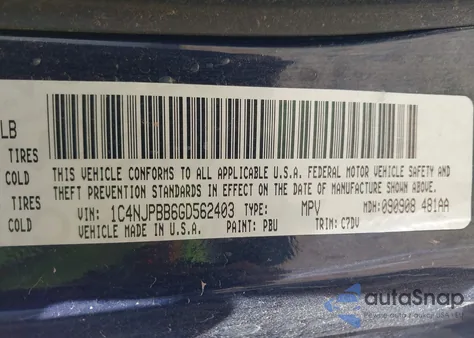 LB
TIRES
COLD
TIRES
COLD
THIS VEHICLE CONFORMS TO ALL APPLICABLE U.S.A. FEDERAL MOTOR VEHICLE SAFETY AND
THEFT PREVENTION STANDARDS IN EFFECT ON THE DATE OF MANUFACTURE SHOWN ABOVE.
VIN: 1C4NJPBB6GD562403 TYPE: MPV MDH: 090908 481AA
VEHICLE MADE IN U.S.A. PAINT: PBU TRIM: C7DV
autoSnap